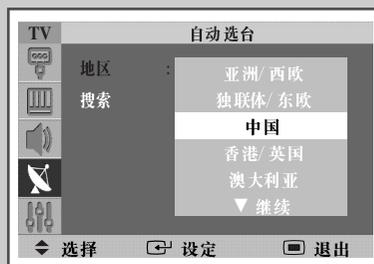 TV 自动选台
地区 :
亚洲/西欧
搜索 独联体/东欧
中国
香港/英国
澳大利亚
▼ 继续
选择 设定 退出